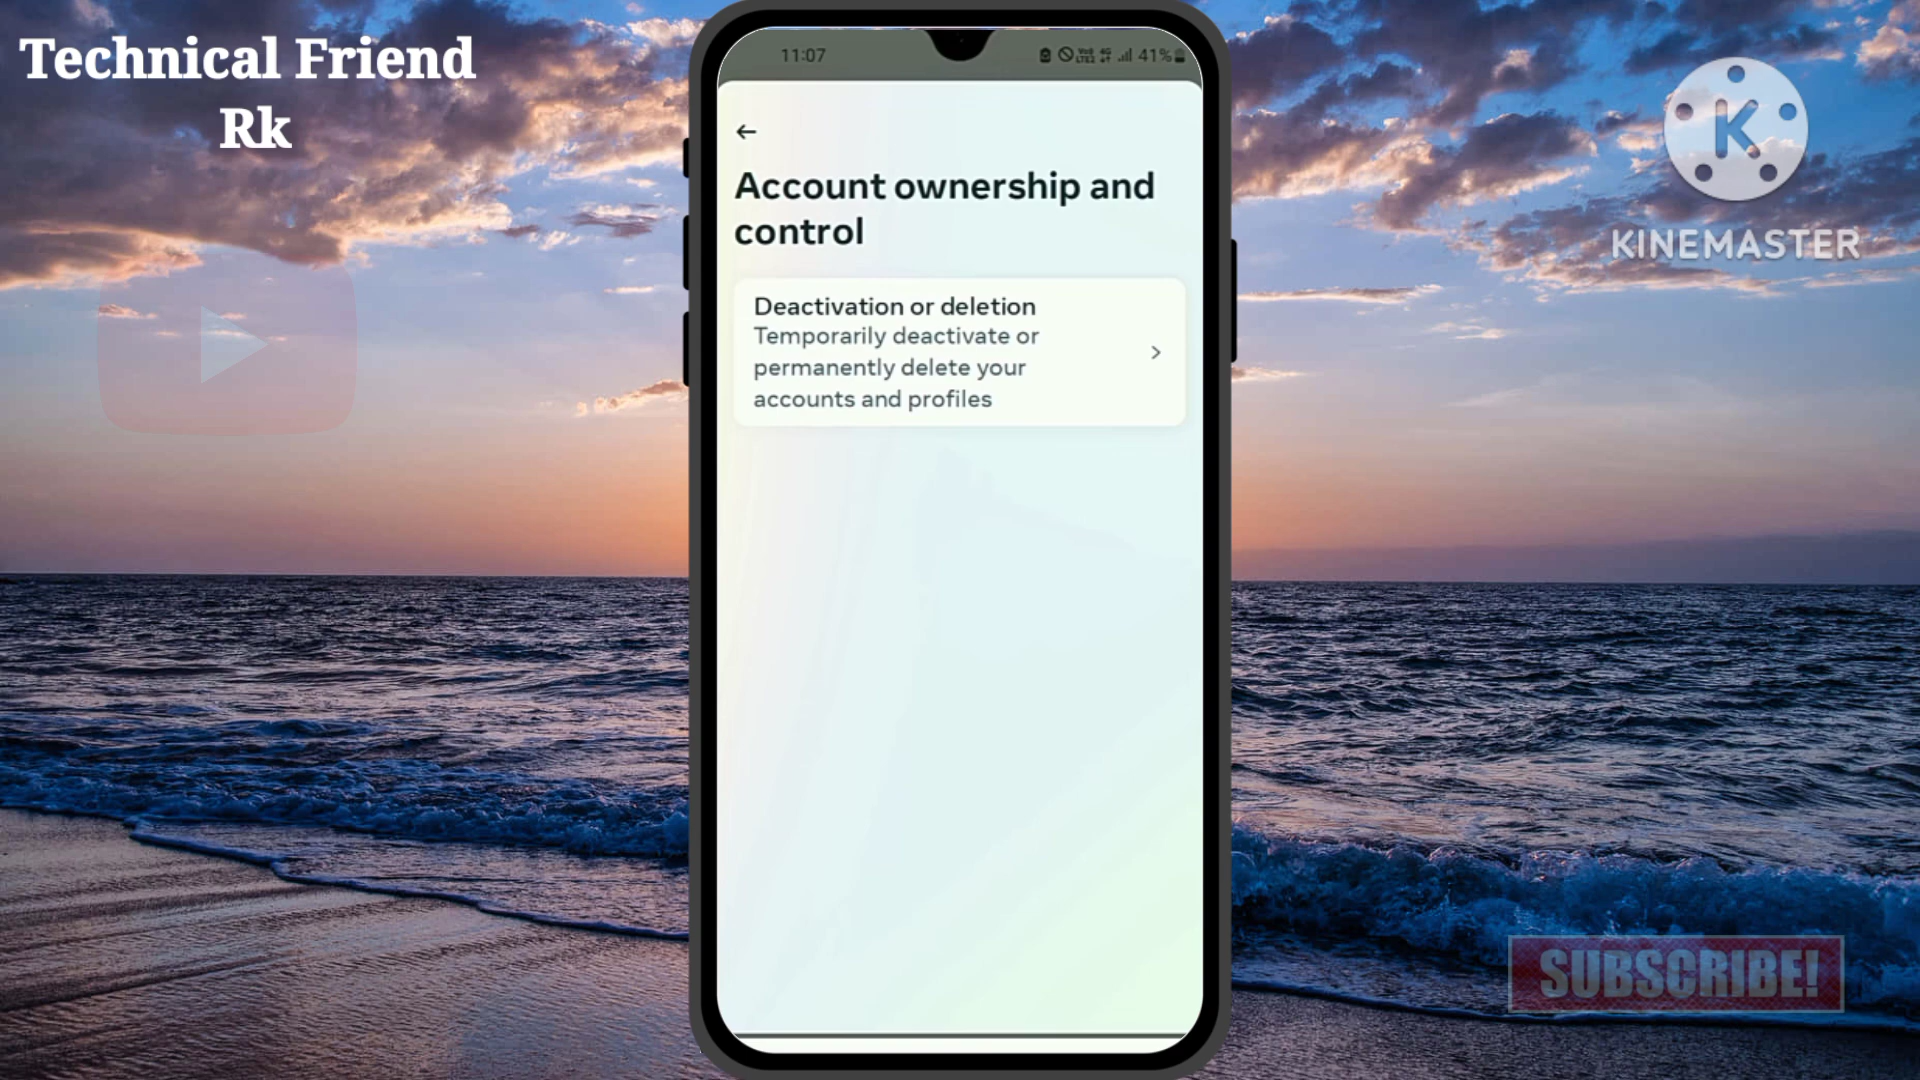 Technical Friend
Rk
11:07
41%
Account ownership and
control
Deactivation or deletion
Temporarily deactivate or
permanently delete your
accounts and profiles
K
KINEMASTER
SUBSCRIBE!